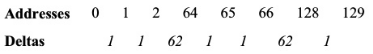 Addresses 0 1 2 64 65 66 128 129
Deltas 1 1 62 1 1 62 1